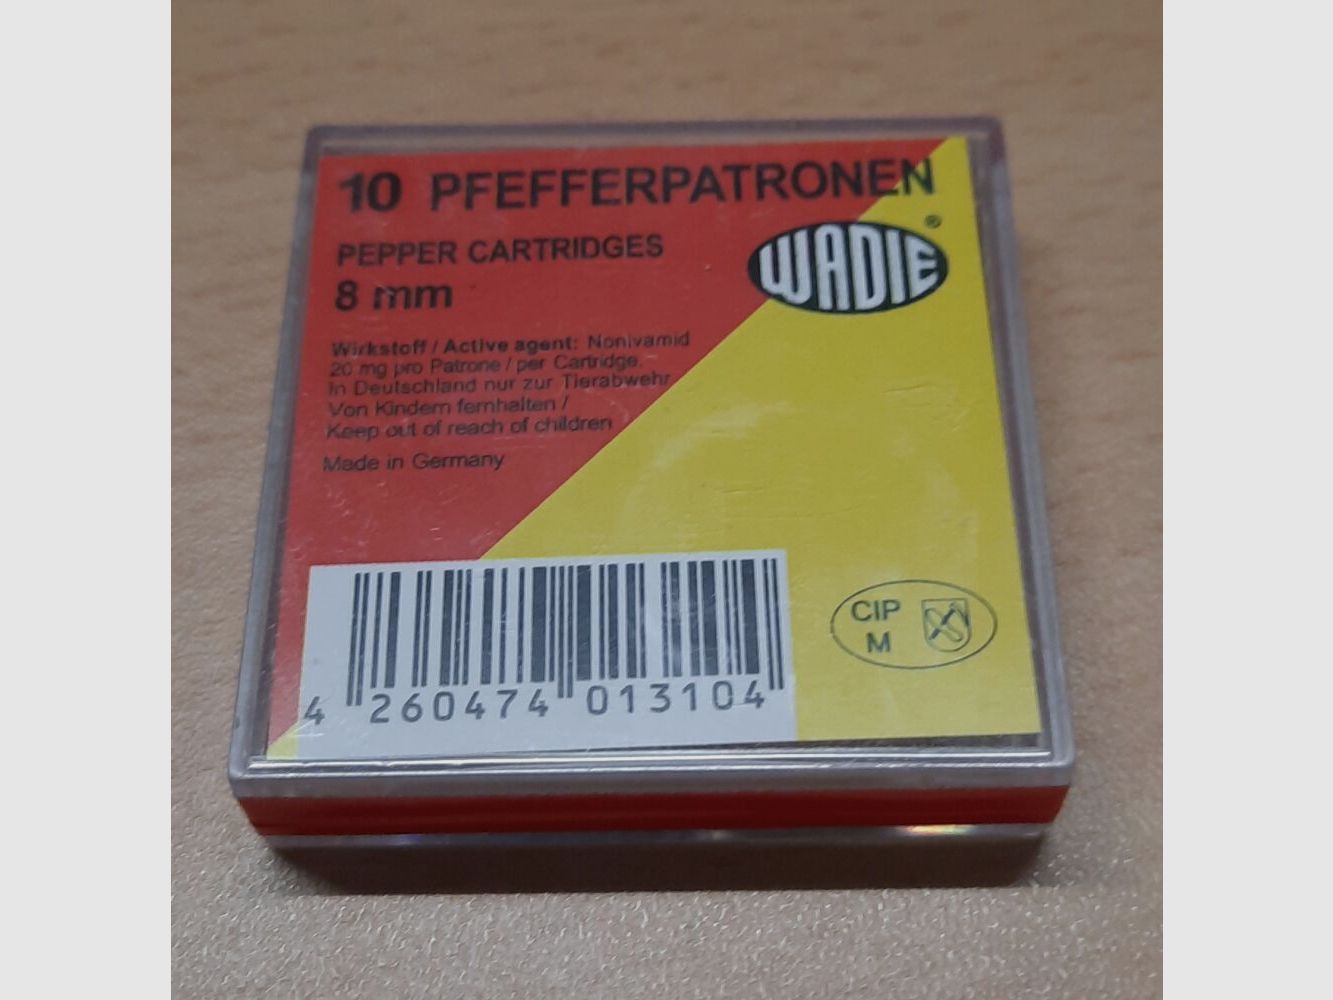 10 PFEFFERPATRONEN
PEPPER CARTRIDGES
8 mm
WADIE®
Wirkstoff / Active agent: Nonivamid
20 mg pro Patrone / per Cartridge.
In Deutschland nur zur Tierabwehr
Von Kindern fernhalten /
Keep out of reach of children
Made in Germany
CIP
M
4 260474 013104